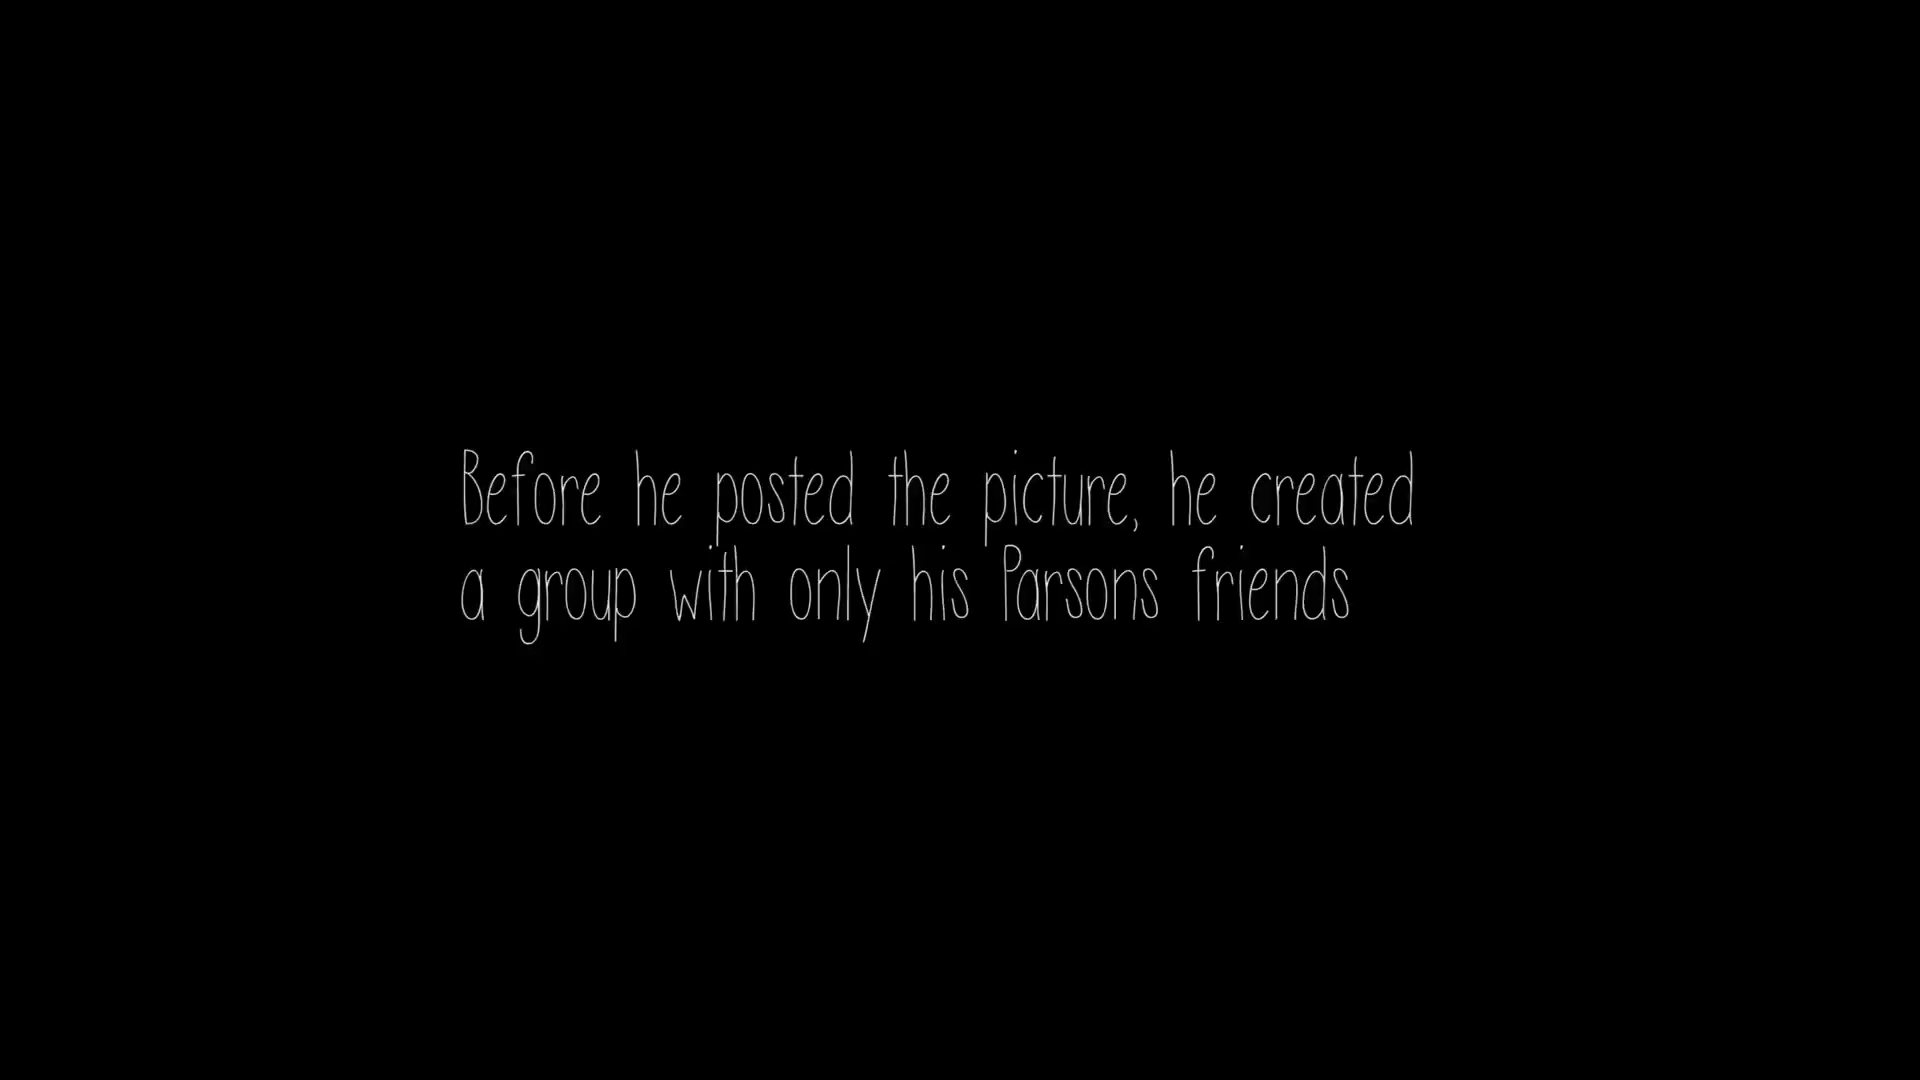 Before he posted the picture, he created
a group with only his Parsons friends